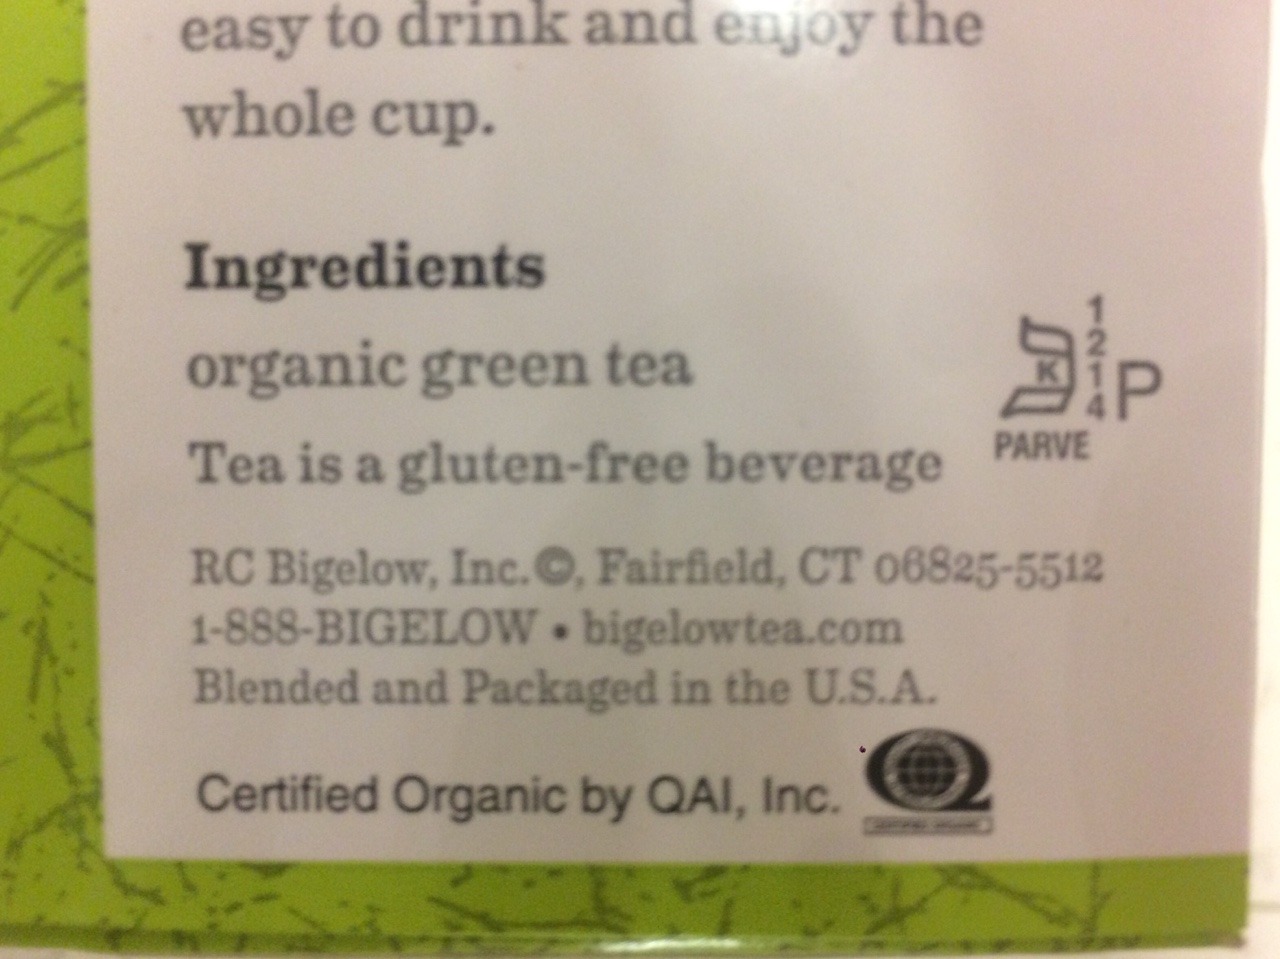 easy to drink and enjoy the
whole cup.
Ingredients
organic green tea
Tea is a gluten-free beverage
K
1
2
1
4
P
PARVE
RC Bigelow, Inc.©, Fairfield, CT 06825-5512
1-888-BIGELOW • bigelowtea.com
Blended and Packaged in the U.S.A.
Certified Organic by QAI, Inc.